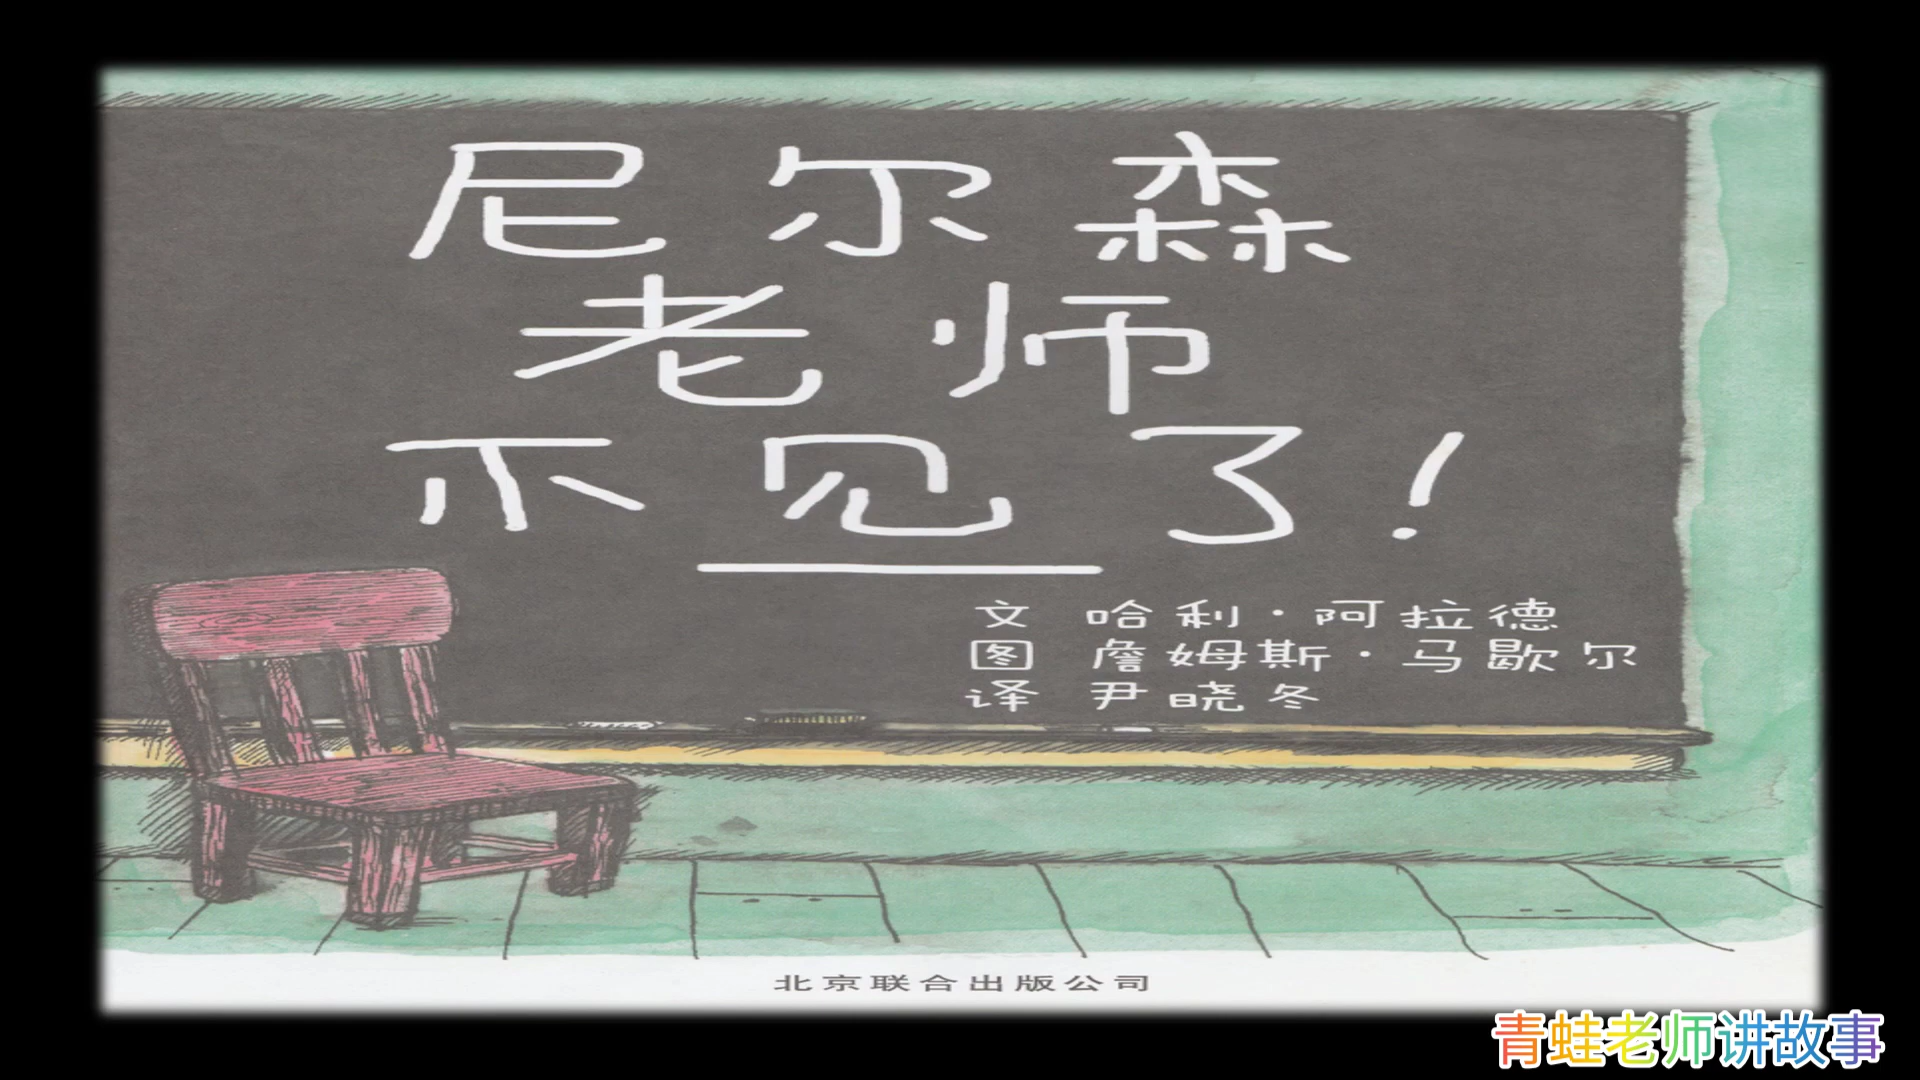 尼尔森
老师
不见了！
文 哈利·阿拉德
图 詹姆斯·马歇尔
译 尹晓冬
北京联合出版公司
青蛙老师讲故事